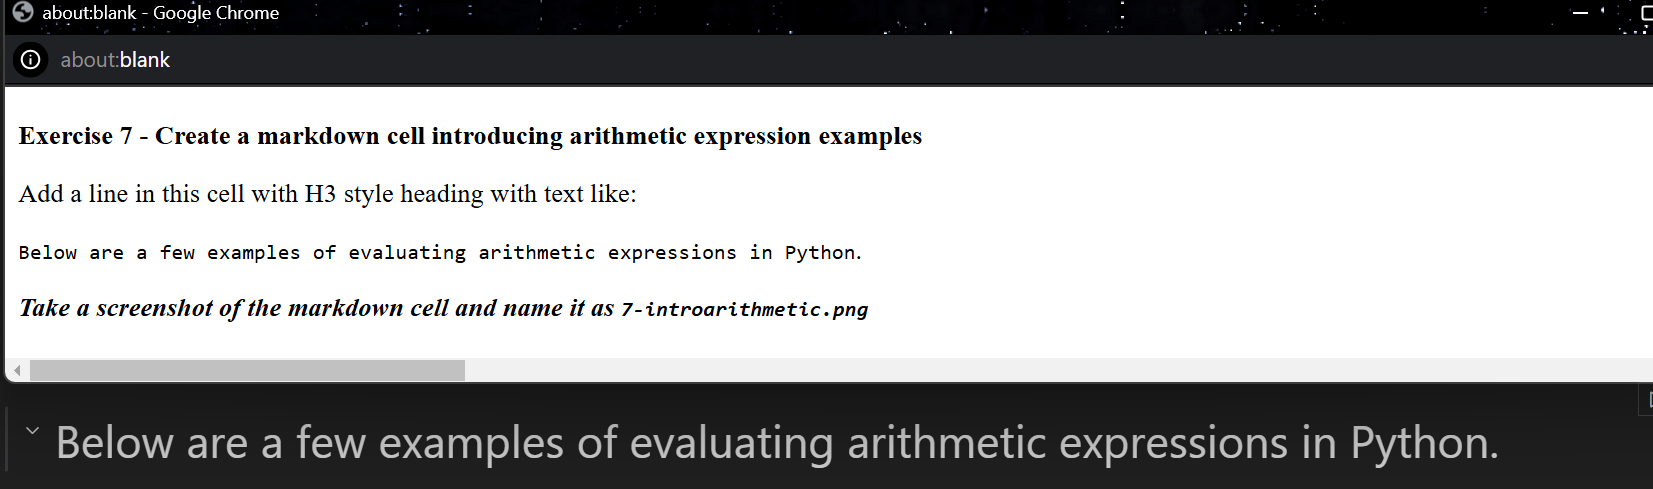 about:blank - Google Chrome
about:blank
Exercise 7 - Create a markdown cell introducing arithmetic expression examples
Add a line in this cell with H3 style heading with text like:
Below are a few examples of evaluating arithmetic expressions in Python.
Take a screenshot of the markdown cell and name it as 7-introarithmetic.png
Below are a few examples of evaluating arithmetic expressions in Python.